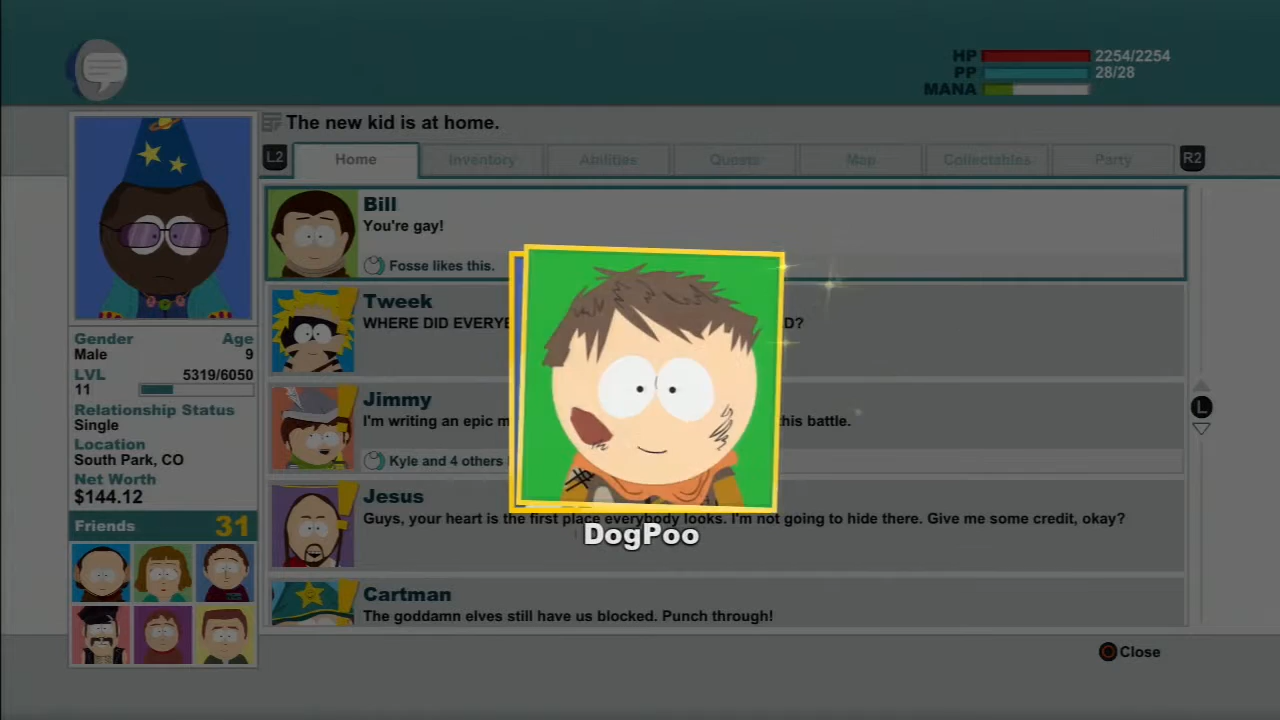 HP 2254/2254
PP 28/28
MANA
The new kid is at home.
L2 Home Inventory Abilities Quests Map Collectables Party R2
Bill
You're gay!
Fosse likes this.
Tweek
WHERE DID EVERYB D?
Jimmy
I'm writing an epic m his battle.
Kyle and 4 others
Jesus
Guys, your heart is the first place everybody looks. I'm not going to hide there. Give me some credit, okay?
Cartman
The goddamn elves still have us blocked. Punch through!
Gender Age
Male 9
LVL 5319/6050
11
Relationship Status
Single
Location
South Park, CO
Net Worth
$144.12
Friends 31
DogPoo
L
Close